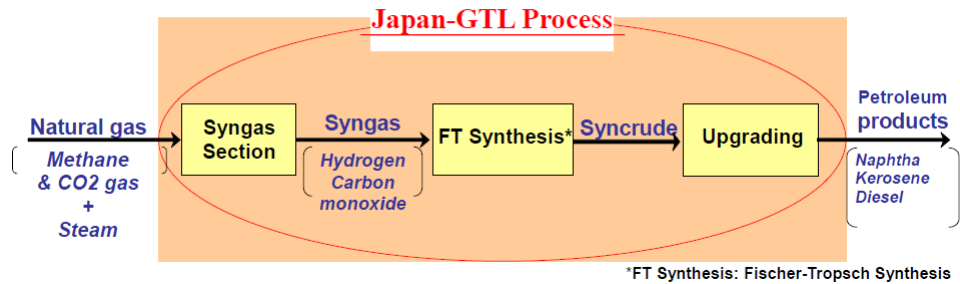 Japan-GTL Process
Natural gas
Methane
& CO2 gas
+
Steam
Syngas
Section
Syngas
Hydrogen
Carbon
monoxide
FT Synthesis*
Syncrude
Upgrading
Petroleum
products
Naphtha
Kerosene
Diesel
*FT Synthesis: Fischer-Tropsch Synthesis